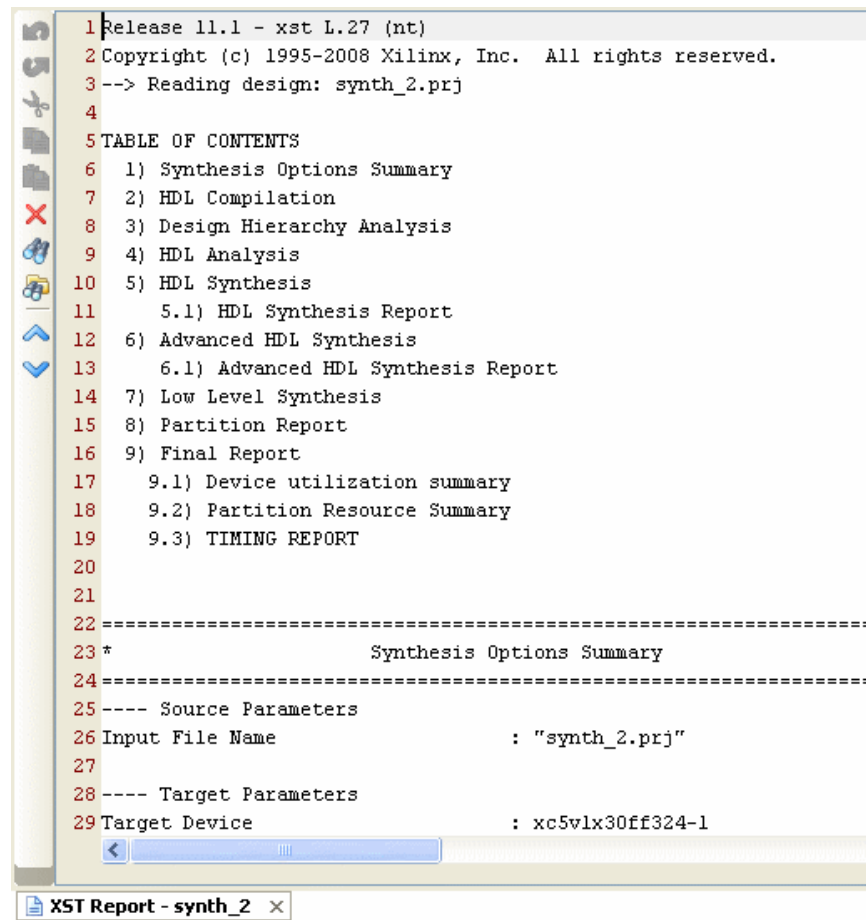 1 Release 11.1 - xst L.27 (nt)
2 Copyright (c) 1995-2008 Xilinx, Inc.  All rights reserved.
3 --> Reading design: synth_2.prj
4
5 TABLE OF CONTENTS
6   1) Synthesis Options Summary
7   2) HDL Compilation
8   3) Design Hierarchy Analysis
9   4) HDL Analysis
10   5) HDL Synthesis
11      5.1) HDL Synthesis Report
12   6) Advanced HDL Synthesis
13      6.1) Advanced HDL Synthesis Report
14   7) Low Level Synthesis
15   8) Partition Report
16   9) Final Report
17     9.1) Device utilization summary
18     9.2) Partition Resource Summary
19     9.3) TIMING REPORT
20
21
22 ==================================================================
23 *                      Synthesis Options Summary
24 ==================================================================
25 ---- Source Parameters
26 Input File Name                    : "synth_2.prj"
27
28 ---- Target Parameters
29 Target Device                      : xc5vlx30ff324-1
XST Report - synth_2 ×